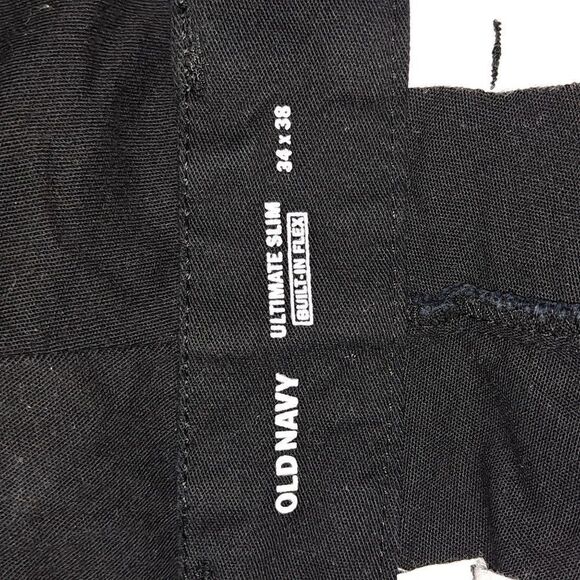 OLD NAVY
ULTIMATE SLIM
BUILT-IN FLEX
34 x 38